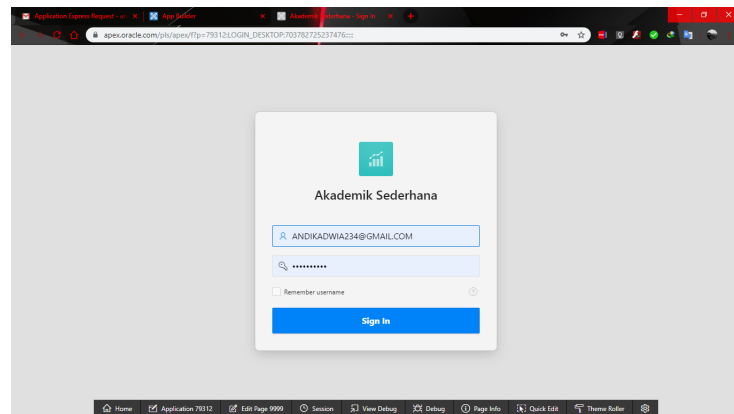 Application Express Request - wo
App Builder
Akademik Sederhana - Sign In
apex.oracle.com/pls/apex/f?p=79312:LOGIN_DESKTOP:703782725237476:::::
Akademik Sederhana
ANDIKADWIA234@GMAIL.COM
Remember username
Sign In
Home Application 79312 Edit Page 9999 Session View Debug Debug Page Info Quick Edit Theme Roller